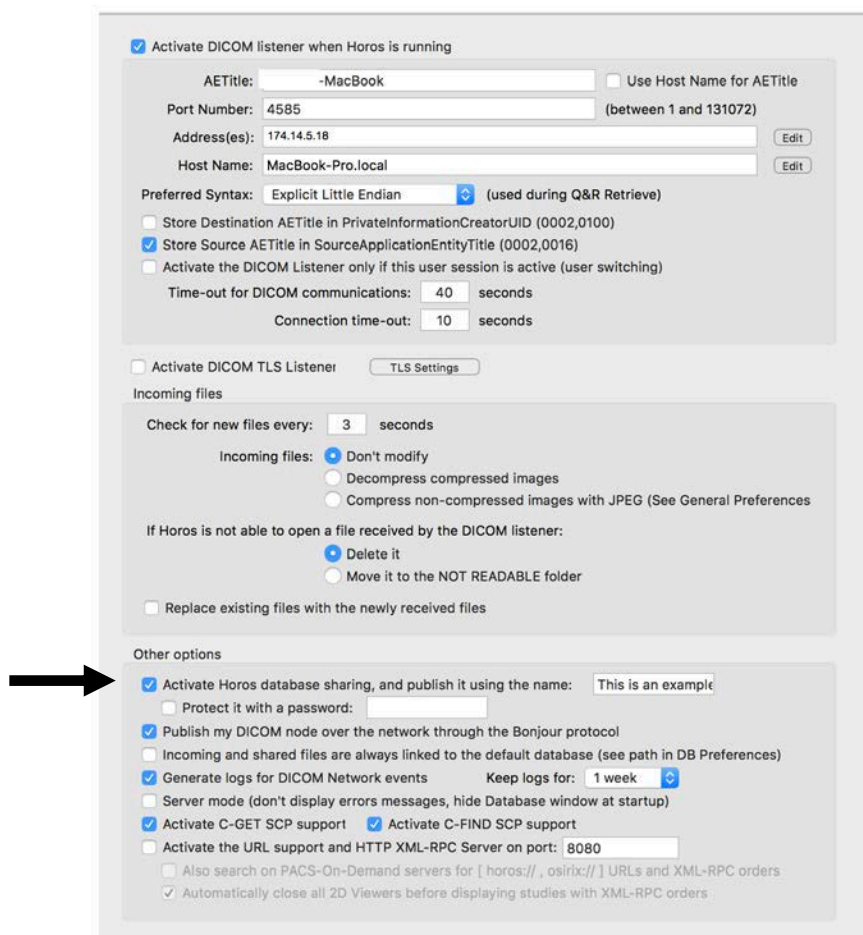 Activate DICOM listener when Horos is running
AETitle: -MacBook Use Host Name for AETitle
Port Number: 4585 (between 1 and 131072)
Address(es): 174.14.5.18 Edit
Host Name: MacBook-Pro.local Edit
Preferred Syntax: Explicit Little Endian (used during Q&R Retrieve)
Store Destination AETitle in PrivateInformationCreatorUID (0002,0100)
Store Source AETitle in SourceApplicationEntityTitle (0002,0016)
Activate the DICOM Listener only if this user session is active (user switching)
Time-out for DICOM communications: 40 seconds
Connection time-out: 10 seconds
Activate DICOM TLS Listener TLS Settings
Incoming files
Check for new files every: 3 seconds
Incoming files: Don't modify
Decompress compressed images
Compress non-compressed images with JPEG (See General Preferences
If Horos is not able to open a file received by the DICOM listener:
Delete it
Move it to the NOT READABLE folder
Replace existing files with the newly received files
Other options
Activate Horos database sharing, and publish it using the name: This is an example
Protect it with a password:
Publish my DICOM node over the network through the Bonjour protocol
Incoming and shared files are always linked to the default database (see path in DB Preferences)
Generate logs for DICOM Network events Keep logs for: 1 week
Server mode (don't display errors messages, hide Database window at startup)
Activate C-GET SCP support Activate C-FIND SCP support
Activate the URL support and HTTP XML-RPC Server on port: 8080
Also search on PACS-On-Demand servers for [ horos:// , osirix:// ] URLs and XML-RPC orders
Automatically close all 2D Viewers before displaying studies with XML-RPC orders